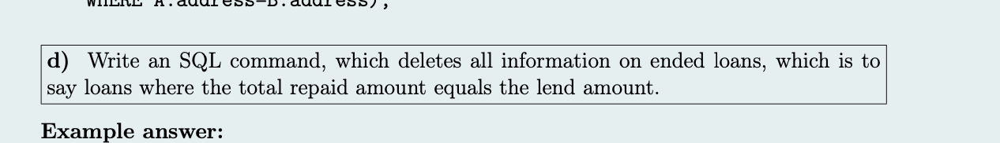 WHERE A.address=B.address);
d) Write an SQL command, which deletes all information on ended loans, which is to
say loans where the total repaid amount equals the lend amount.
Example answer: